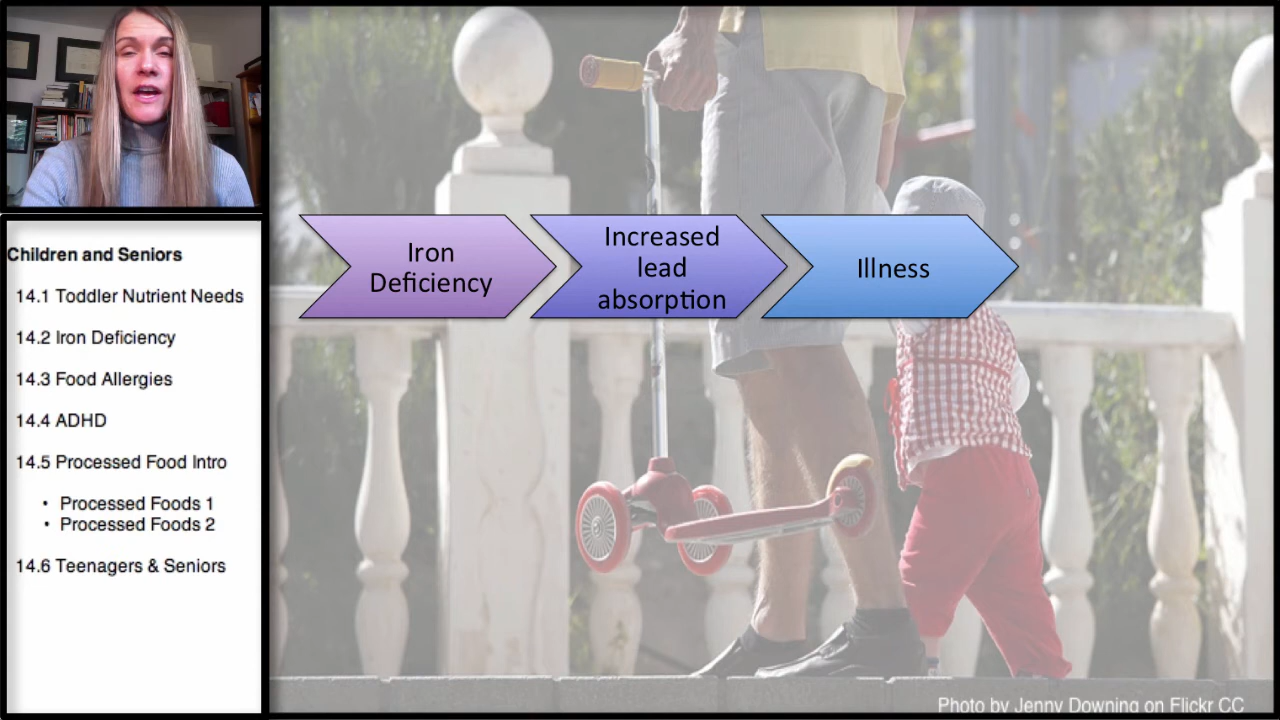 Children and Seniors
14.1 Toddler Nutrient Needs
14.2 Iron Deficiency
14.3 Food Allergies
14.4 ADHD
14.5 Processed Food Intro
• Processed Foods 1
• Processed Foods 2
14.6 Teenagers & Seniors
Iron
Deficiency
Increased
lead
absorption
Illness
Photo by Jenny Downing on Flickr CC